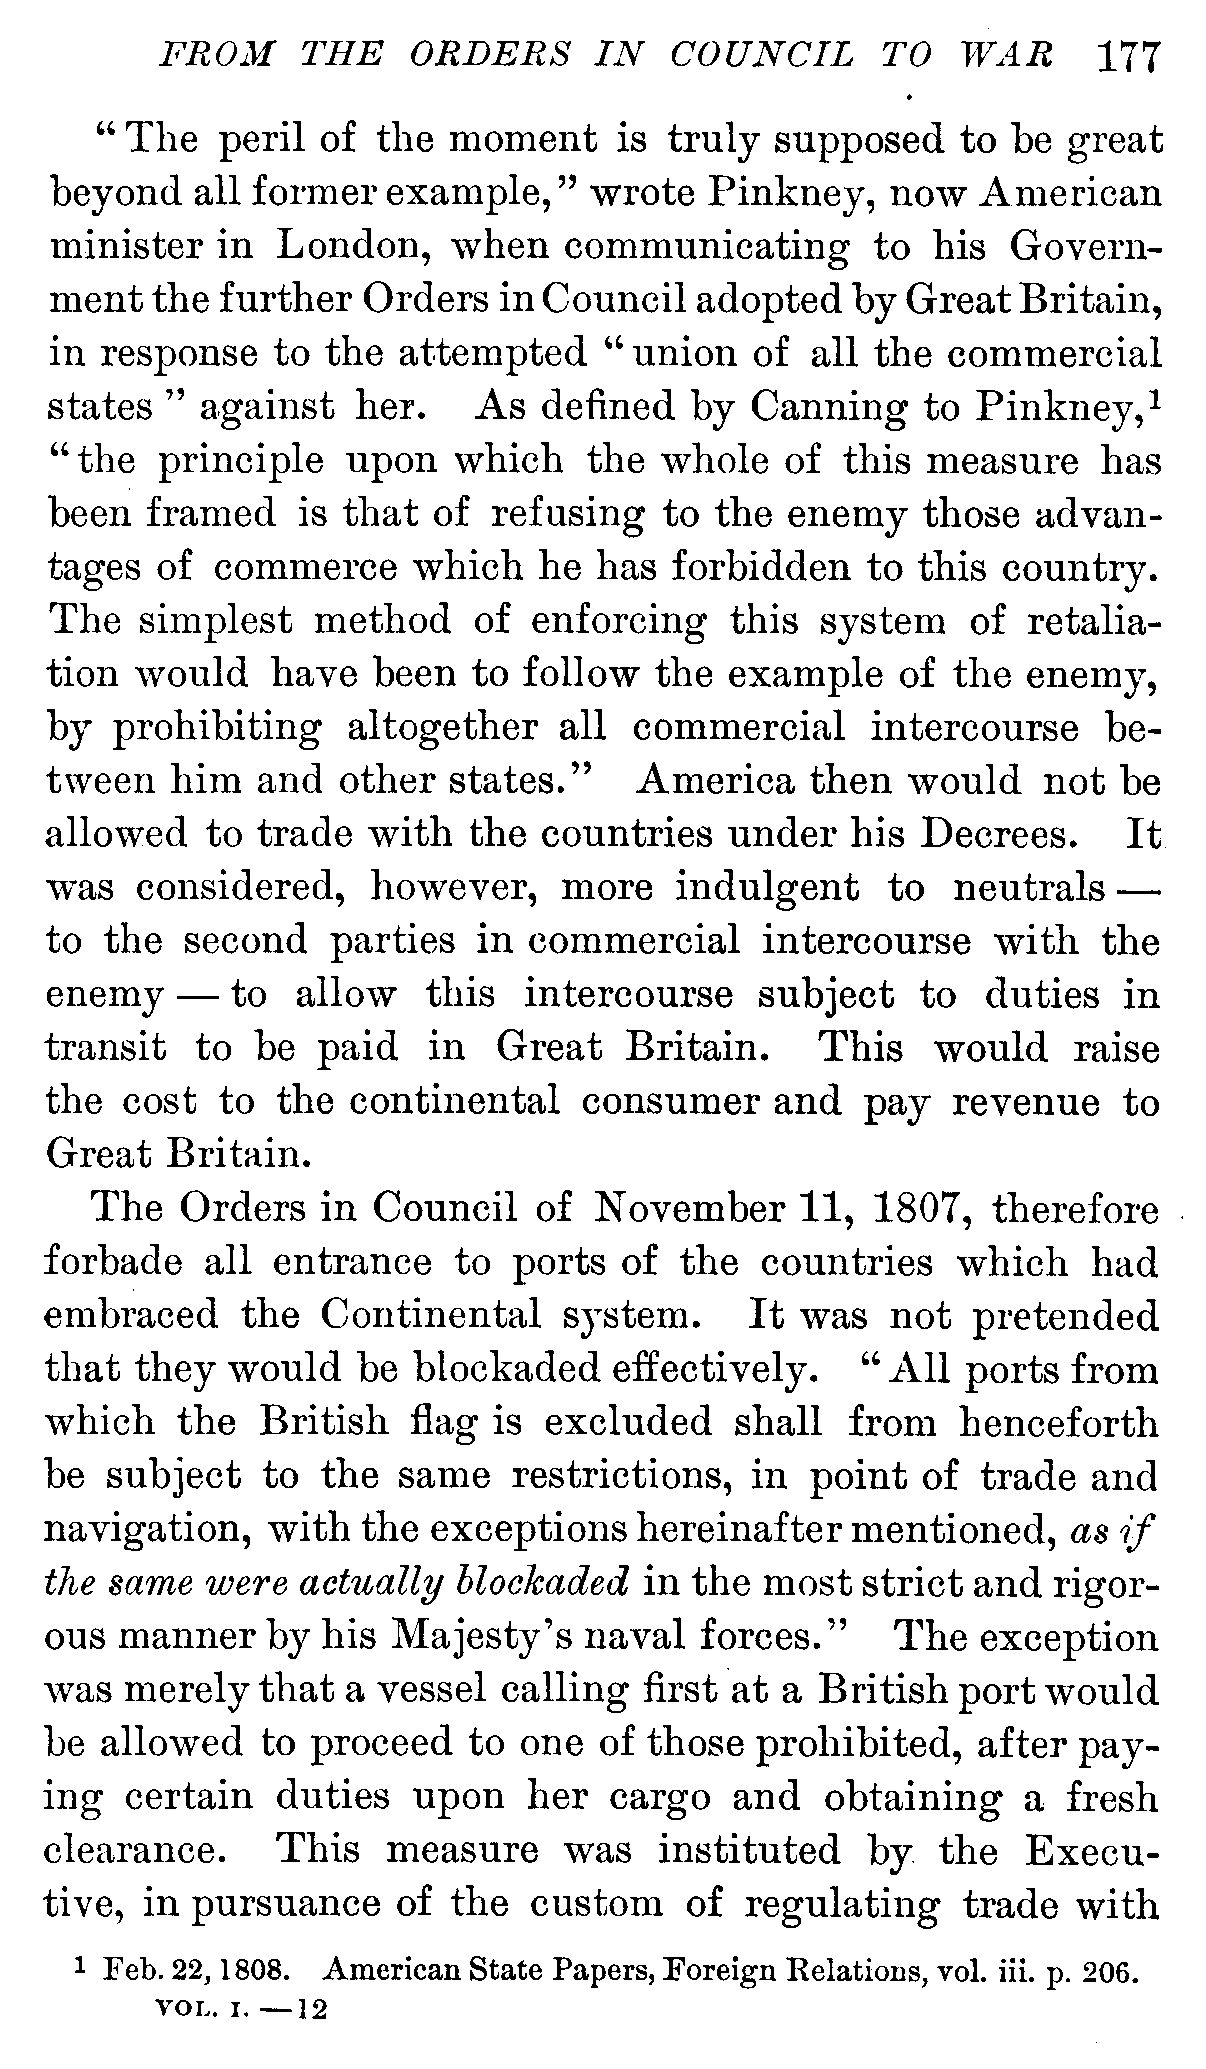 FROM THE ORDERS IN COUNCIL TO WAR 177
“The peril of the moment is truly supposed to be great
beyond all former example,” wrote Pinkney, now American
minister in London, when communicating to his Govern-
ment the further Orders in Council adopted by Great Britain,
in response to the attempted “union of all the commercial
states” against her. As defined by Canning to Pinkney,¹
“the principle upon which the whole of this measure has
been framed is that of refusing to the enemy those advan-
tages of commerce which he has forbidden to this country.
The simplest method of enforcing this system of retalia-
tion would have been to follow the example of the enemy,
by prohibiting altogether all commercial intercourse be-
tween him and other states.” America then would not be
allowed to trade with the countries under his Decrees. It
was considered, however, more indulgent to neutrals —
to the second parties in commercial intercourse with the
enemy — to allow this intercourse subject to duties in
transit to be paid in Great Britain. This would raise
the cost to the continental consumer and pay revenue to
Great Britain.
The Orders in Council of November 11, 1807, therefore
forbade all entrance to ports of the countries which had
embraced the Continental system. It was not pretended
that they would be blockaded effectively. “All ports from
which the British flag is excluded shall from henceforth
be subject to the same restrictions, in point of trade and
navigation, with the exceptions hereinafter mentioned, as if
the same were actually blockaded in the most strict and rigor-
ous manner by his Majesty’s naval forces.” The exception
was merely that a vessel calling first at a British port would
be allowed to proceed to one of those prohibited, after pay-
ing certain duties upon her cargo and obtaining a fresh
clearance. This measure was instituted by the Execu-
tive, in pursuance of the custom of regulating trade with
¹ Feb. 22, 1808. American State Papers, Foreign Relations, vol. iii. p. 206.
VOL. I. —12